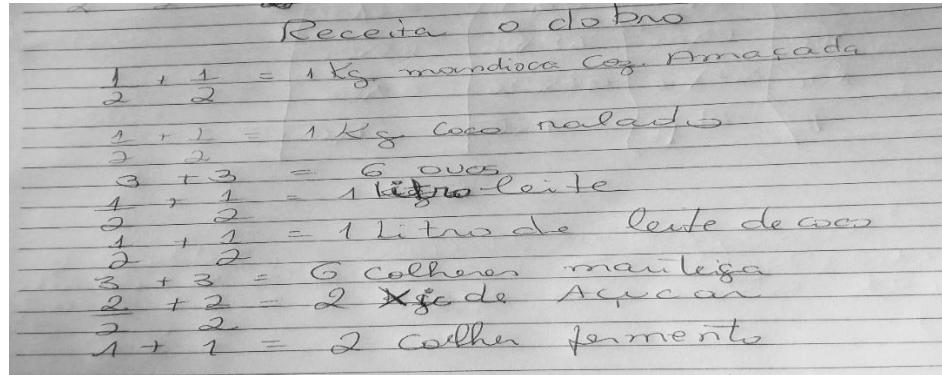 Receita o dobro
1/2 + 1/2 = 1 Kg mandioca Coz. Amaçada
1/2 + 1/2 = 1 Kg Coco ralado
3 + 3 = 6 ovos
1/2 + 1/2 = 1 litro leite
1/2 + 1/2 = 1 Litro de leite de coco
3 + 3 = 6 colheres manteiga
2/2 + 2/2 = 2 Xic de Açucar
1 + 1 = 2 colher fermento